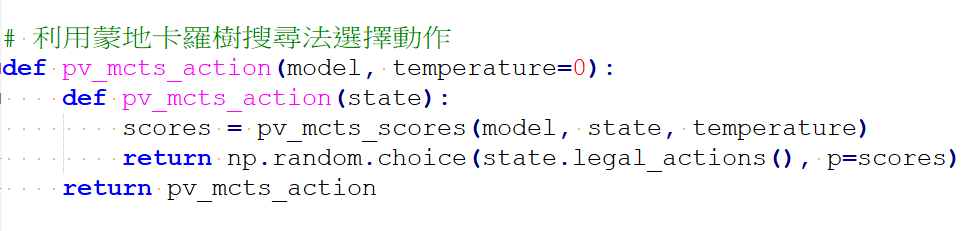 # 利用蒙地卡羅樹搜尋法選擇動作
def pv_mcts_action(model, temperature=0):
    def pv_mcts_action(state):
        scores = pv_mcts_scores(model, state, temperature)
        return np.random.choice(state.legal_actions(), p=scores)
    return pv_mcts_action